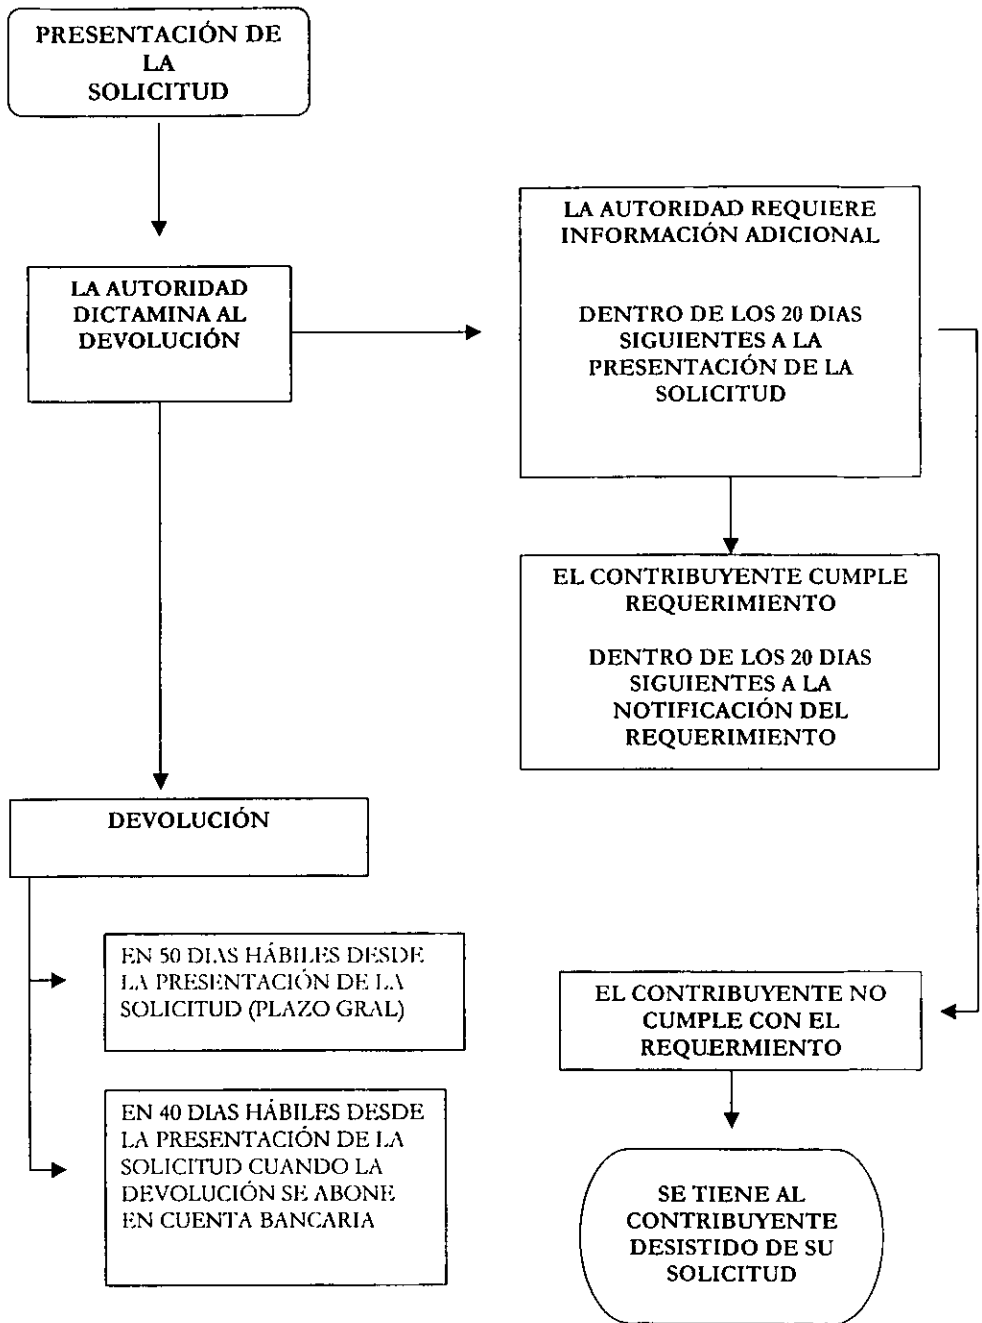 PRESENTACIÓN DE
LA
SOLICITUD
LA AUTORIDAD
DICTAMINA AL
DEVOLUCIÓN
LA AUTORIDAD REQUIERE
INFORMACIÓN ADICIONAL
DENTRO DE LOS 20 DIAS
SIGUIENTES A LA
PRESENTACIÓN DE LA
SOLICITUD
EL CONTRIBUYENTE CUMPLE
REQUERIMIENTO
DENTRO DE LOS 20 DIAS
SIGUIENTES A LA
NOTIFICACIÓN DEL
REQUERIMIENTO
DEVOLUCIÓN
EN 50 DIAS HÁBILES DESDE
LA PRESENTACIÓN DE LA
SOLICITUD (PLAZO GRAL)
EN 40 DIAS HÁBILES DESDE
LA PRESENTACIÓN DE LA
SOLICITUD CUANDO LA
DEVOLUCIÓN SE ABONE
EN CUENTA BANCARIA
EL CONTRIBUYENTE NO
CUMPLE CON EL
REQUERMIENTO
SE TIENE AL
CONTRIBUYENTE
DESISTIDO DE SU
SOLICITUD